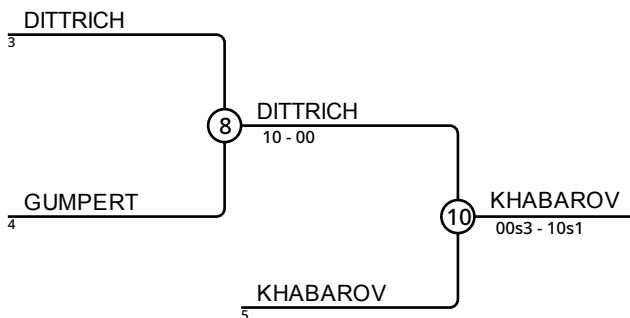 DITTRICH
3
8
DITTRICH
10 - 00
GUMPERT
4
10
KHABAROV
00s3 - 10s1
KHABAROV
5